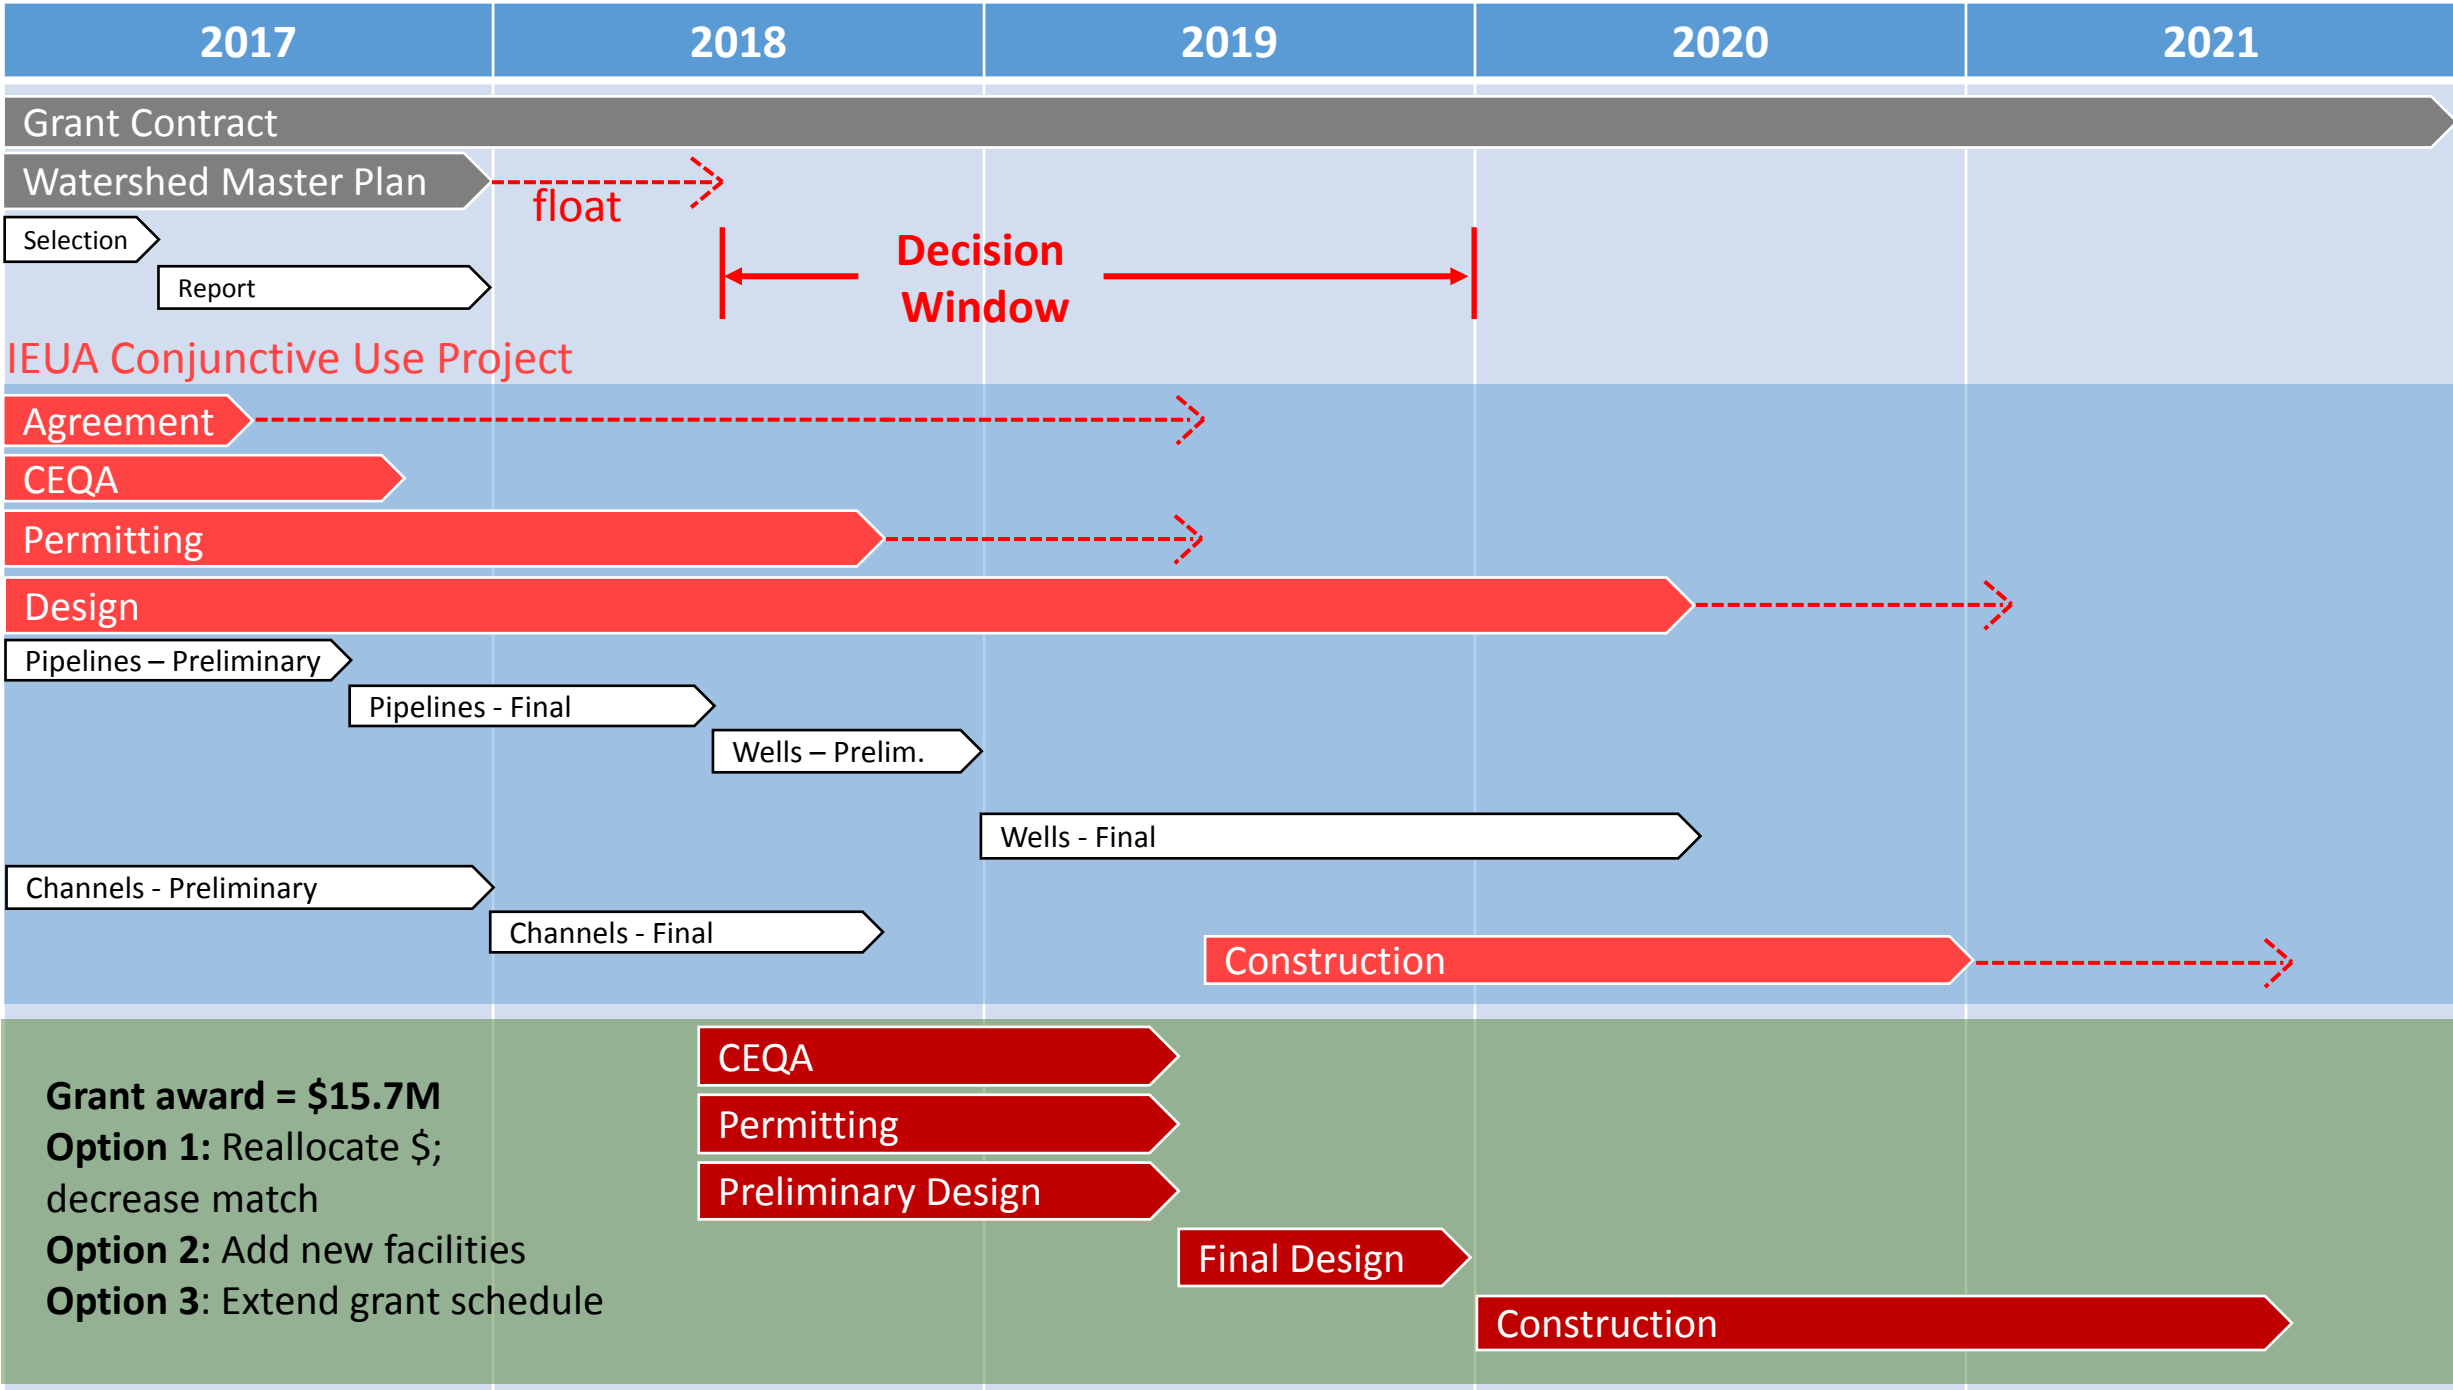 2017
2018
2019
2020
2021
Grant Contract
Watershed Master Plan
float
Selection
Decision
Window
Report
IEUA Conjunctive Use Project
Agreement
CEQA
Permitting
Design
Pipelines – Preliminary
Pipelines - Final
Wells – Prelim.
Wells - Final
Channels - Preliminary
Channels - Final
Construction
CEQA
Permitting
Preliminary Design
Final Design
Construction
Grant award = $15.7M
Option 1: Reallocate $;
decrease match
Option 2: Add new facilities
Option 3: Extend grant schedule